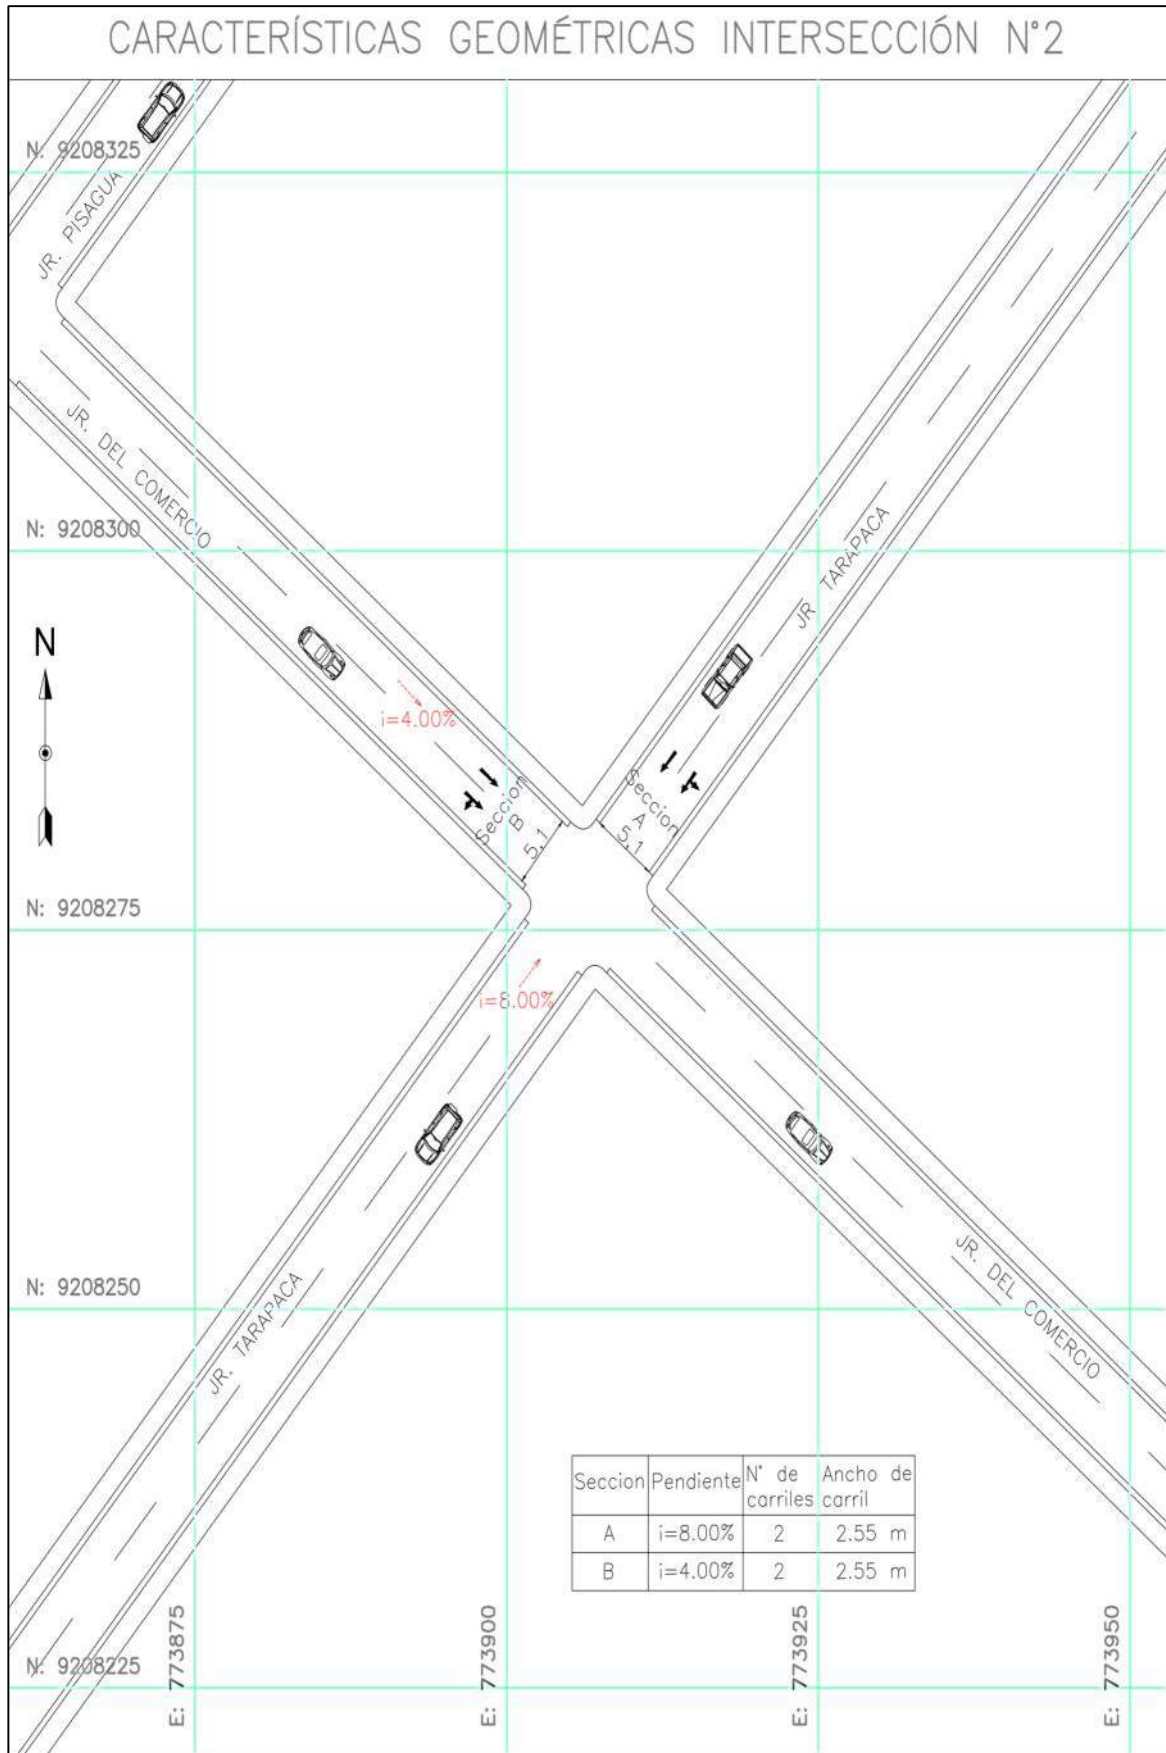 CARACTERÍSTICAS GEOMÉTRICAS INTERSECCIÓN N°2
N: 9208325
JR. PISAGUA
JR. DEL COMERCIO
N: 9208300
JR TARAPACA
N
i=4.00%
Seccion
B
5,1
Seccion
A
5,1
N: 9208275
i=8.00%
N: 9208250
JR. TARAPACA
JR. DEL COMERCIO
Seccion Pendiente N° de carriles Ancho de carril
A i=8.00% 2 2.55 m
B i=4.00% 2 2.55 m
N: 9208225
E: 773875
E: 773900
E: 773925
E: 773950